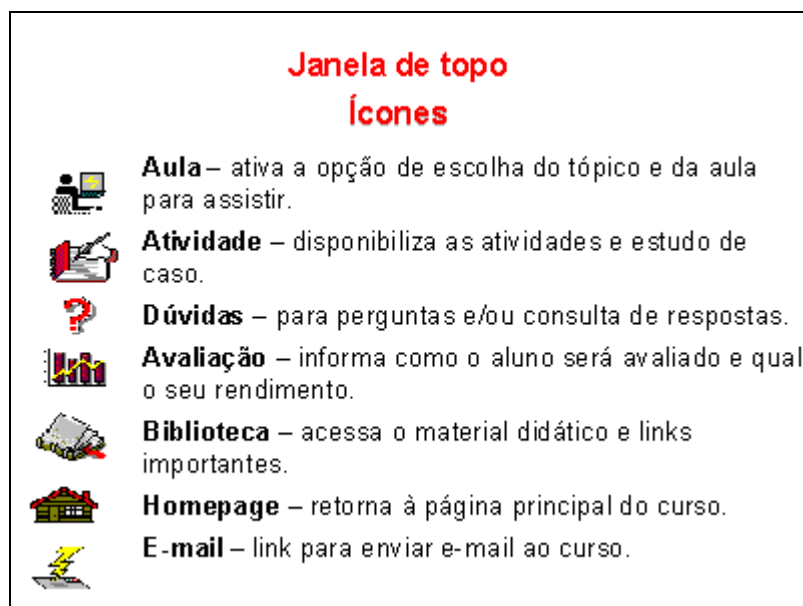 Janela de topo
Ícones
Aula – ativa a opção de escolha do tópico e da aula
para assistir.
Atividade – disponibiliza as atividades e estudo de
caso.
Dúvidas – para perguntas e/ou consulta de respostas.
Avaliação – informa como o aluno será avaliado e qual
o seu rendimento.
Biblioteca – acessa o material didático e links
importantes.
Homepage – retorna à página principal do curso.
E-mail – link para enviar e-mail ao curso.